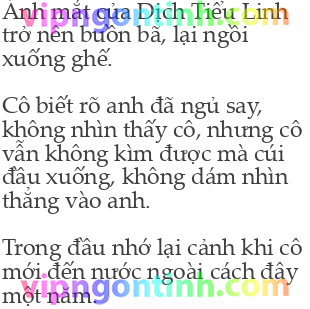 Ánh mắt của Dịch Tiểu Linh
trở nên buồn bã, lại ngồi
xuống ghế.
Cô biết rõ anh đã ngủ say,
không nhìn thấy cô, nhưng cô
vẫn không kìm được mà cúi
đầu xuống, không dám nhìn
thẳng vào anh.
Trong đầu nhớ lại cảnh khi cô
mới đến nước ngoài cách đây
một năm.
vipngontinh.com
vipngontinh.com